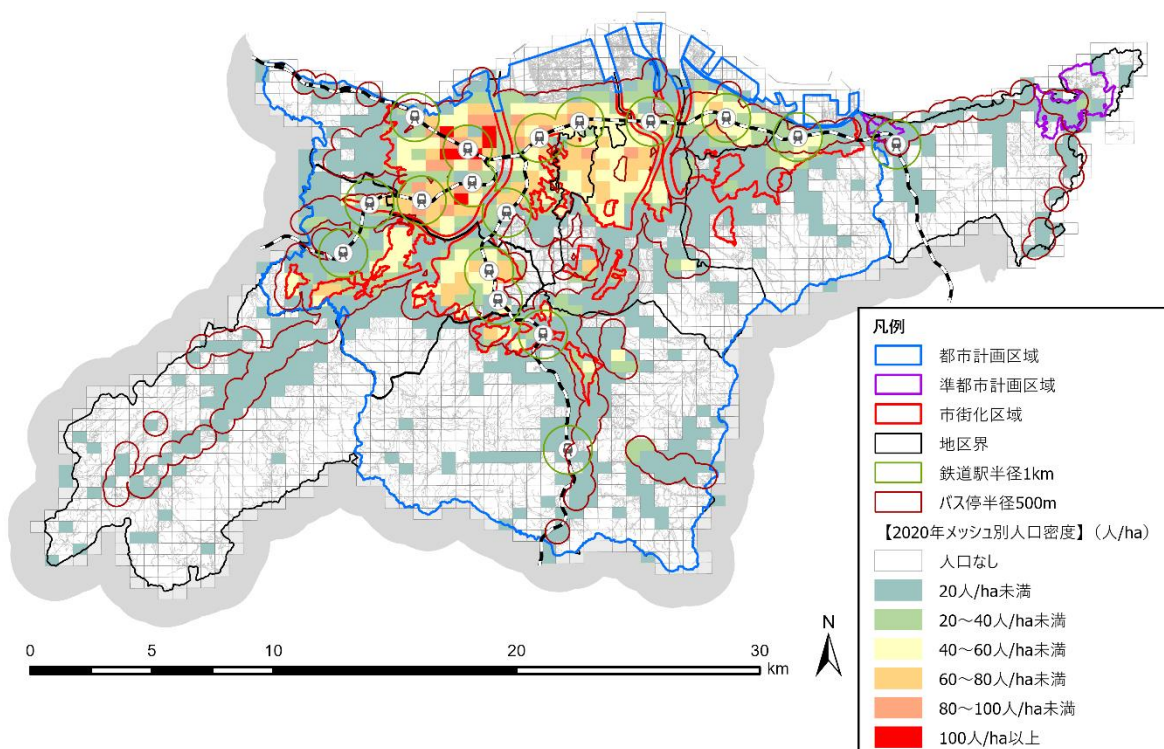 凡例
都市計画区域
準都市計画区域
市街化区域
地区界
鉄道駅半径1km
バス停半径500m
【2020年メッシュ別人口密度】(人/ha)
人口なし
20人/ha未満
20～40人/ha未満
40～60人/ha未満
60～80人/ha未満
80～100人/ha未満
100人/ha以上
N
0 5 10 20 30
km